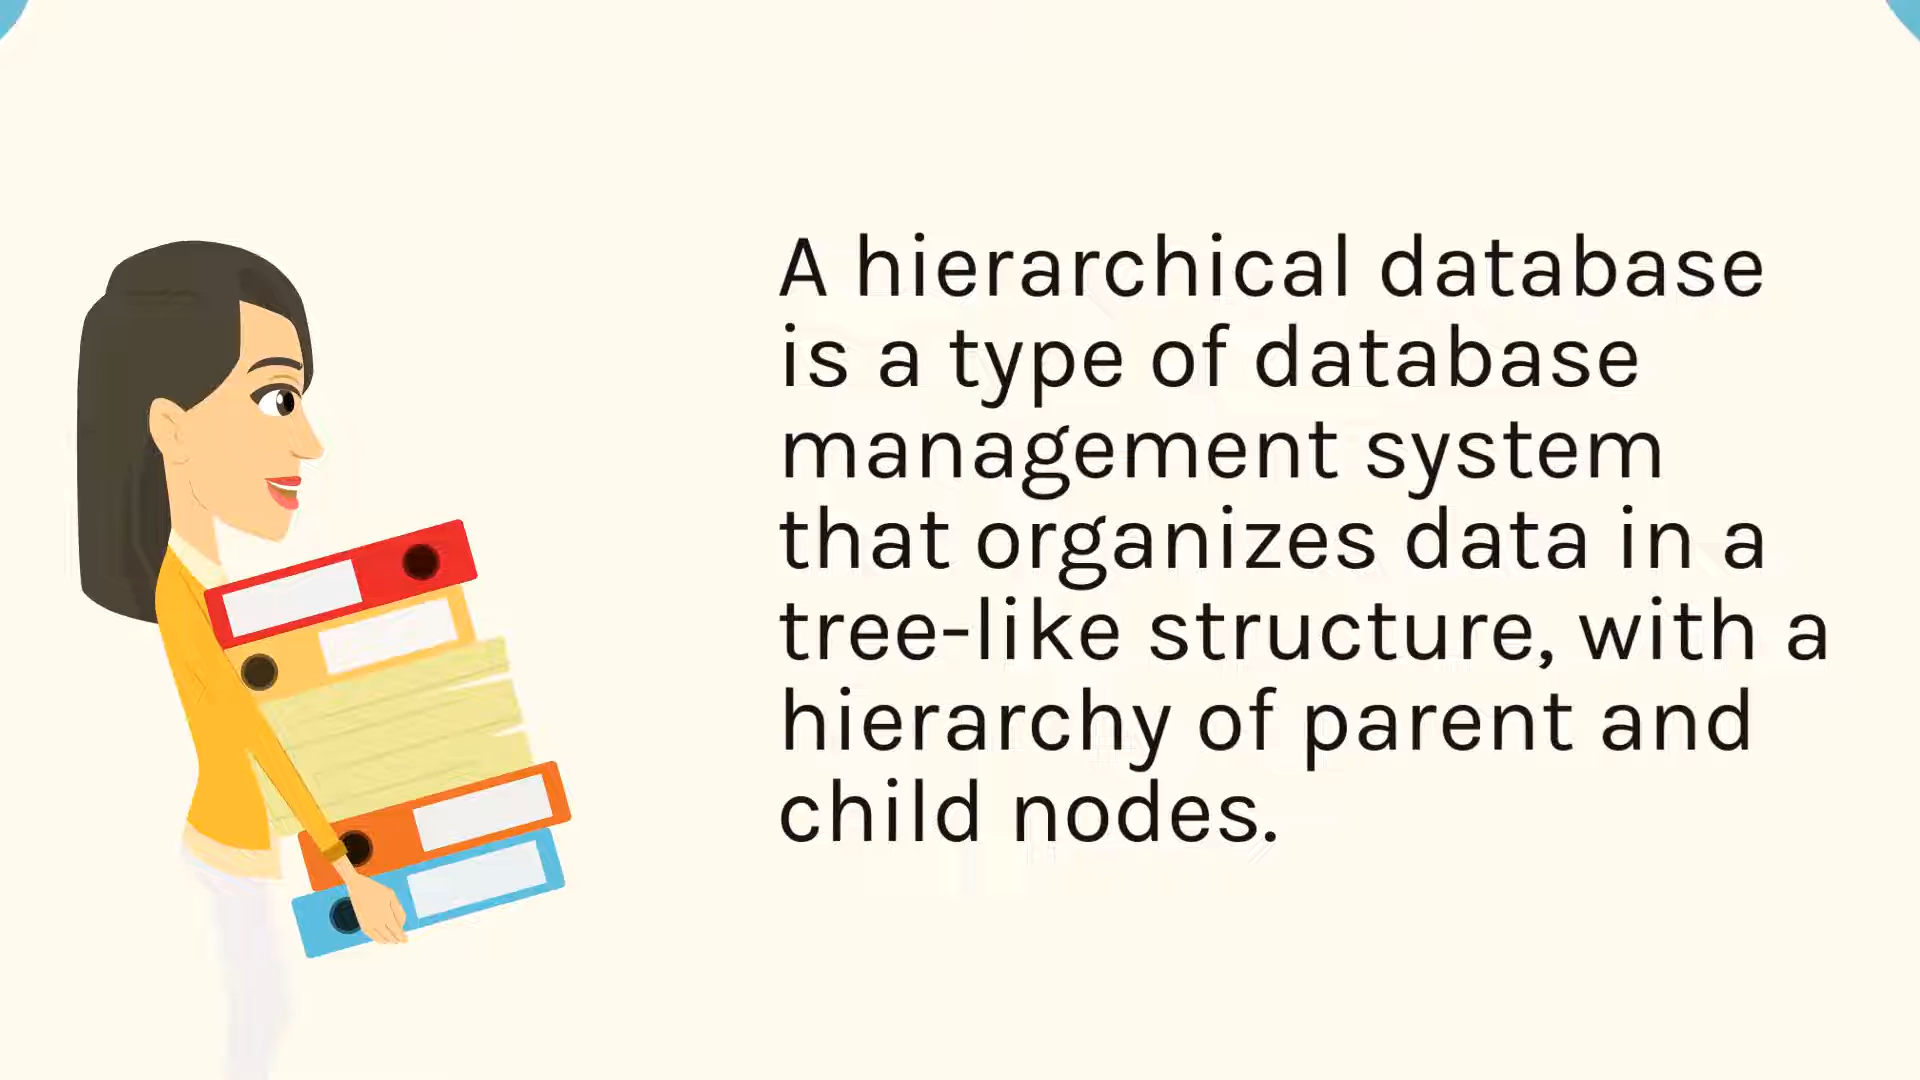 A hierarchical database
is a type of database
management system
that organizes data in a
tree-like structure, with a
hierarchy of parent and
child nodes.